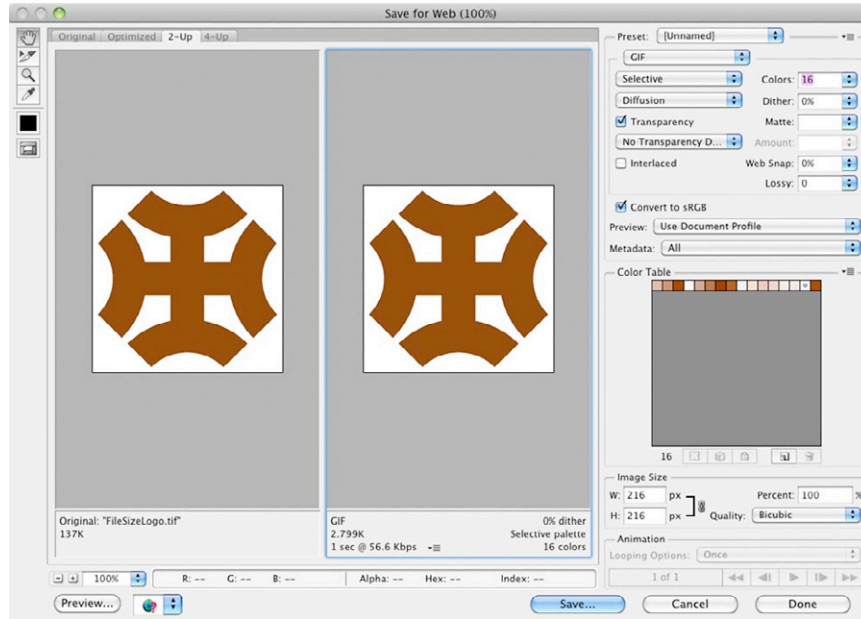 Save for Web (100%)
Original Optimized 2-Up 4-Up
Preset: [Unnamed]
GIF
Selective Colors: 16
Diffusion Dither: 0%
Transparency Matte:
No Transparency D... Amount:
Interlaced Web Snap: 0%
Lossy: 0
Convert to sRGB
Preview: Use Document Profile
Metadata: All
Color Table
16
Image Size
W: 216 px Percent: 100 %
H: 216 px Quality: Bicubic
Animation
Looping Options: Once
1 of 1
Original: "FileSizeLogo.tif"
137K
GIF 0% dither
2.799K Selective palette
1 sec @ 56.6 Kbps 16 colors
100% R: -- G: -- B: -- Alpha: -- Hex: -- Index: --
Preview... Save... Cancel Done